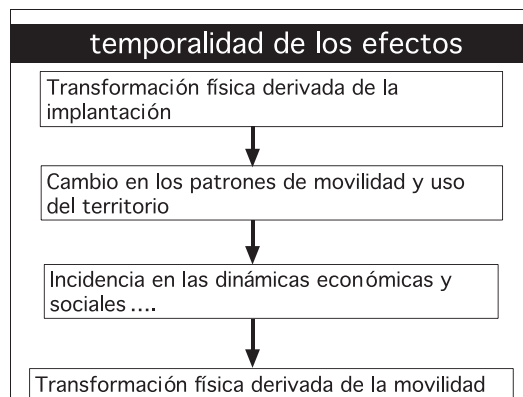 temporalidad de los efectos
Transformación física derivada de la
implantación
Cambio en los patrones de movilidad y uso
del territorio
Incidencia en las dinámicas económicas y
sociales ....
Transformación física derivada de la movilidad